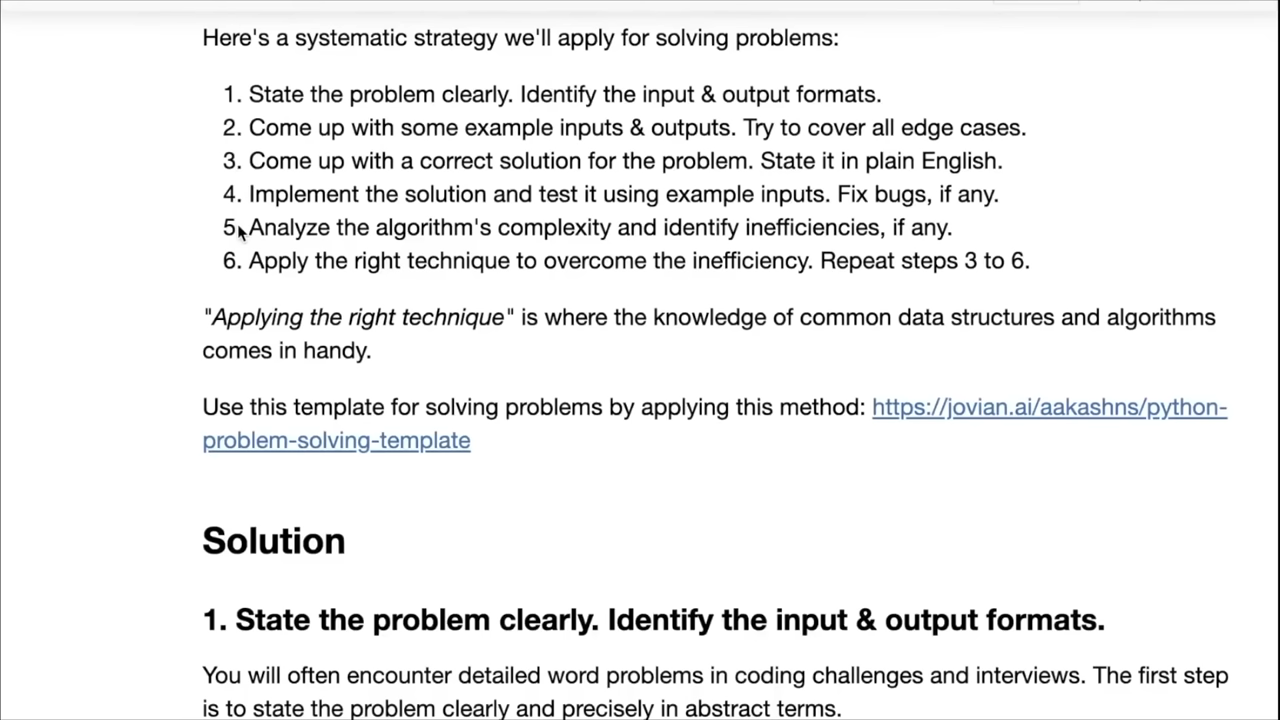 Here's a systematic strategy we'll apply for solving problems:
1. State the problem clearly. Identify the input & output formats.
2. Come up with some example inputs & outputs. Try to cover all edge cases.
3. Come up with a correct solution for the problem. State it in plain English.
4. Implement the solution and test it using example inputs. Fix bugs, if any.
5. Analyze the algorithm's complexity and identify inefficiencies, if any.
6. Apply the right technique to overcome the inefficiency. Repeat steps 3 to 6.
"Applying the right technique" is where the knowledge of common data structures and algorithms
comes in handy.
Use this template for solving problems by applying this method: https://jovian.ai/aakashns/python-
problem-solving-template
Solution
1. State the problem clearly. Identify the input & output formats.
You will often encounter detailed word problems in coding challenges and interviews. The first step
is to state the problem clearly and precisely in abstract terms.